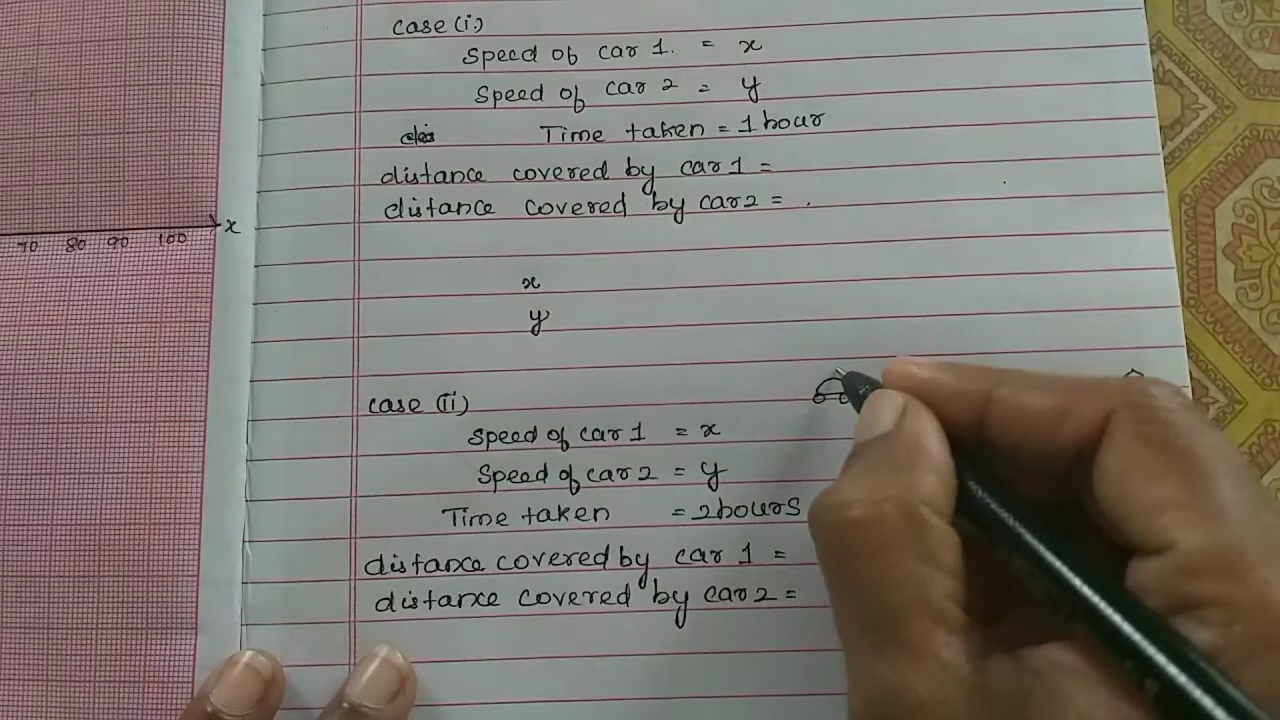 case (i)
Speed of car 1. = x
Speed of car 2 = y
Time taken = 1 hour
distance covered by car 1 =
distance covered by car 2 = .
x
70 80 90 100
x
y
case (ii)
Speed of car 1 = x
Speed of car 2 = y
Time taken = 2 hours
distance covered by car 1 =
distance covered by car 2 =